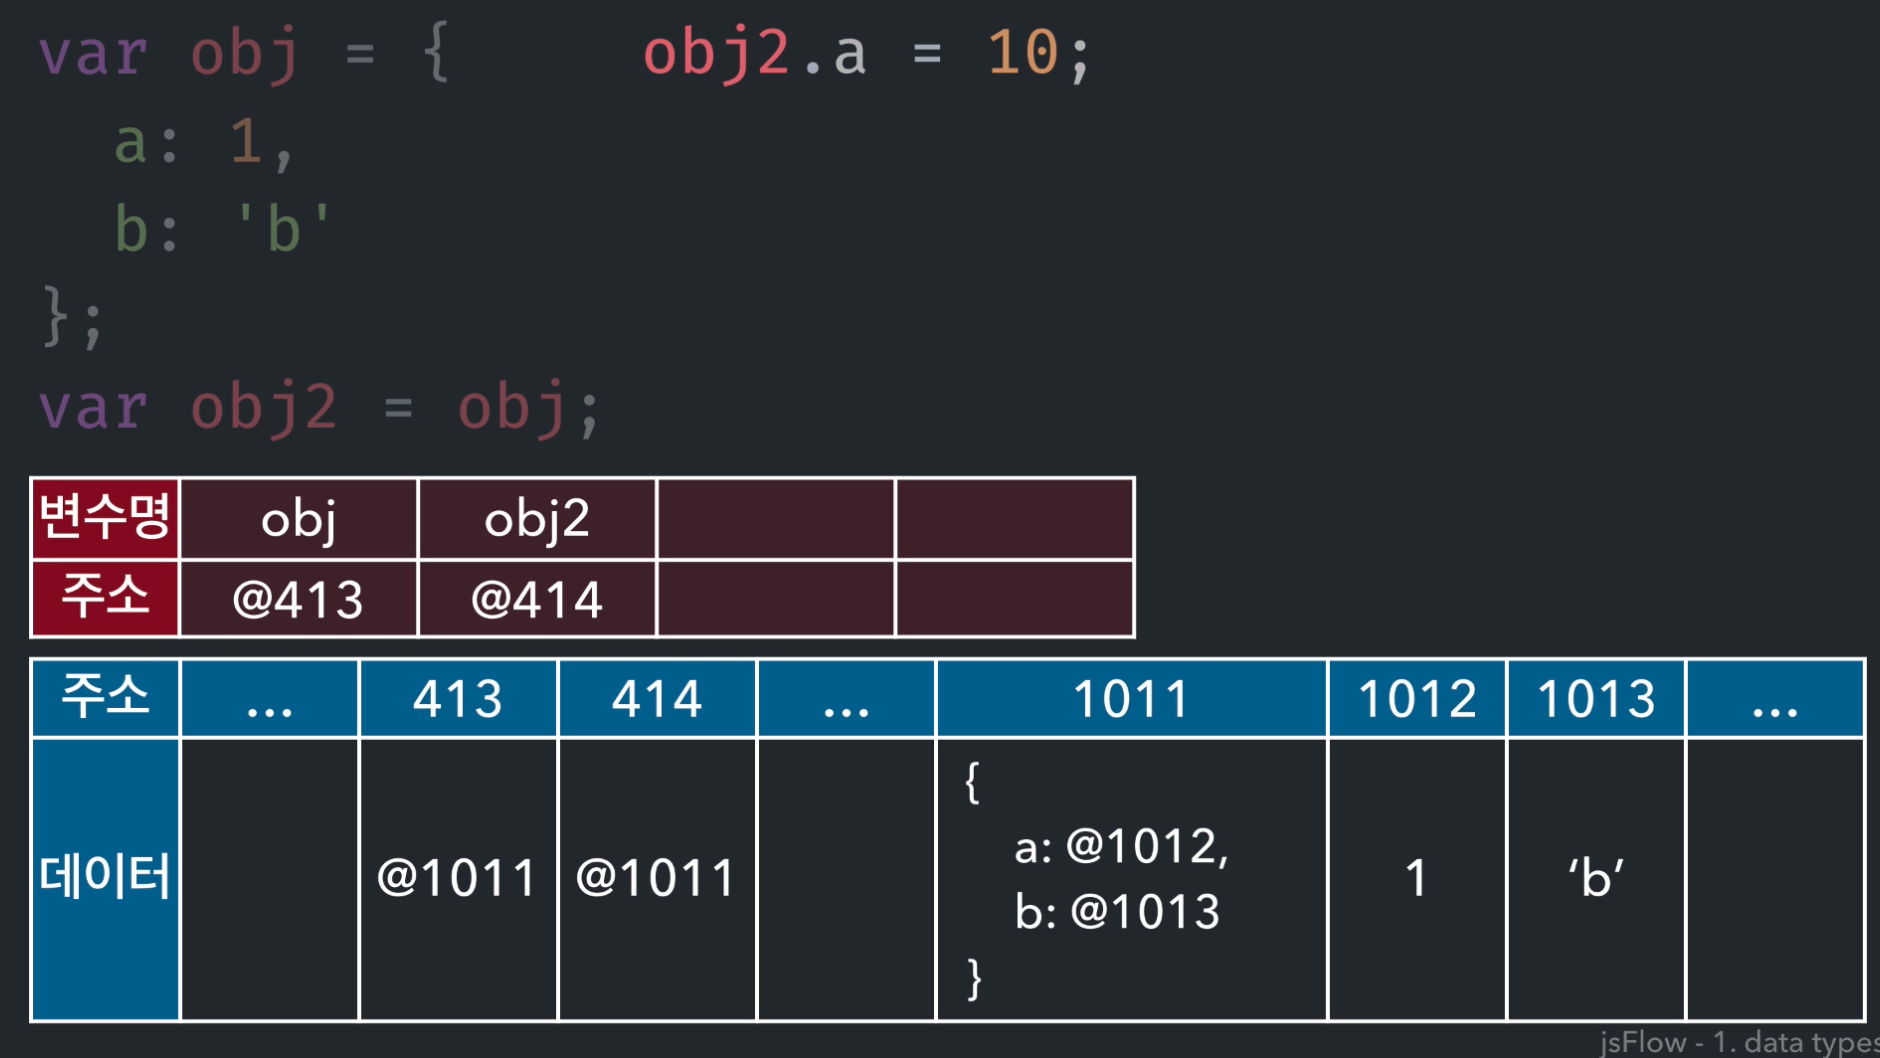 var obj = {
a: 1,
b: 'b'
};
var obj2 = obj;
obj2.a = 10;
변수명 obj obj2
주소 @413 @414
주소 ... 413 414 ... 1011 1012 1013 ...
데이터 @1011 @1011 { 1 ‘b’
a: @1012,
b: @1013
}
jsFlow - 1. data types